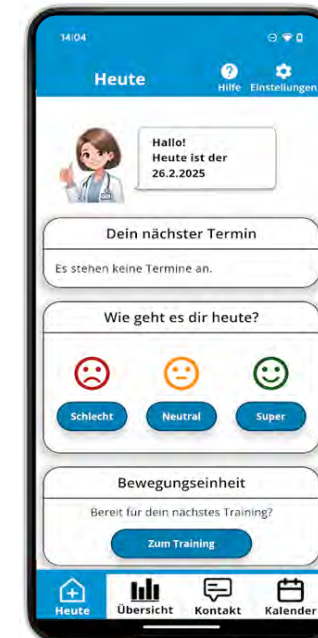 14:04
Heute
Hilfe Einstellungen
Hallo!
Heute ist der
26.2.2025
Dein nächster Termin
Es stehen keine Termine an.
Wie geht es dir heute?
Schlecht Neutral Super
Bewegungseinheit
Bereit für dein nächstes Training?
Zum Training
Heute Übersicht Kontakt Kalender